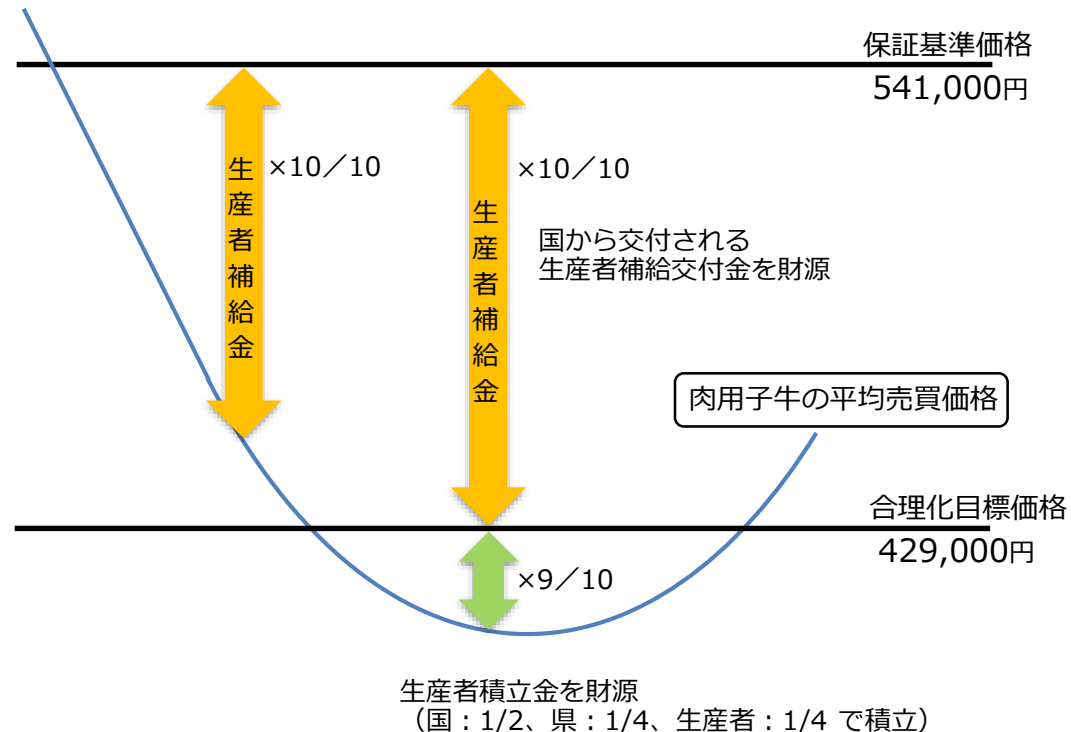 保証基準価格
541,000円
生産者補給金
×10／10
生産者補給金
×10／10
国から交付される
生産者補給交付金を財源
肉用子牛の平均売買価格
合理化目標価格
429,000円
×9／10
生産者積立金を財源
（国：1/2、県：1/4、生産者：1/4 で積立）